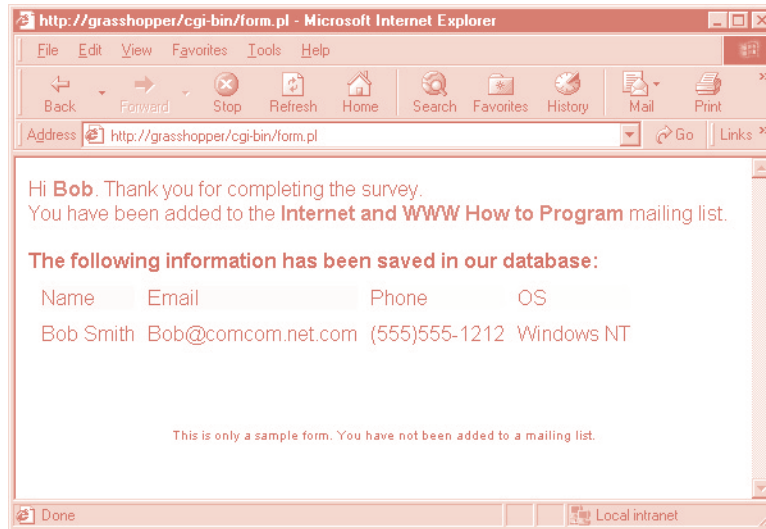 http://grasshopper/cgi-bin/form.pl - Microsoft Internet Explorer
File Edit View Favorites Tools Help
Back Forward Stop Refresh Home Search Favorites History Mail Print »
Address http://grasshopper/cgi-bin/form.pl Go Links »
Hi Bob. Thank you for completing the survey.
You have been added to the Internet and WWW How to Program mailing list.
The following information has been saved in our database:
Name Email Phone OS
Bob Smith Bob@comcom.net.com (555)555-1212 Windows NT
This is only a sample form. You have not been added to a mailing list.
Done Local intranet